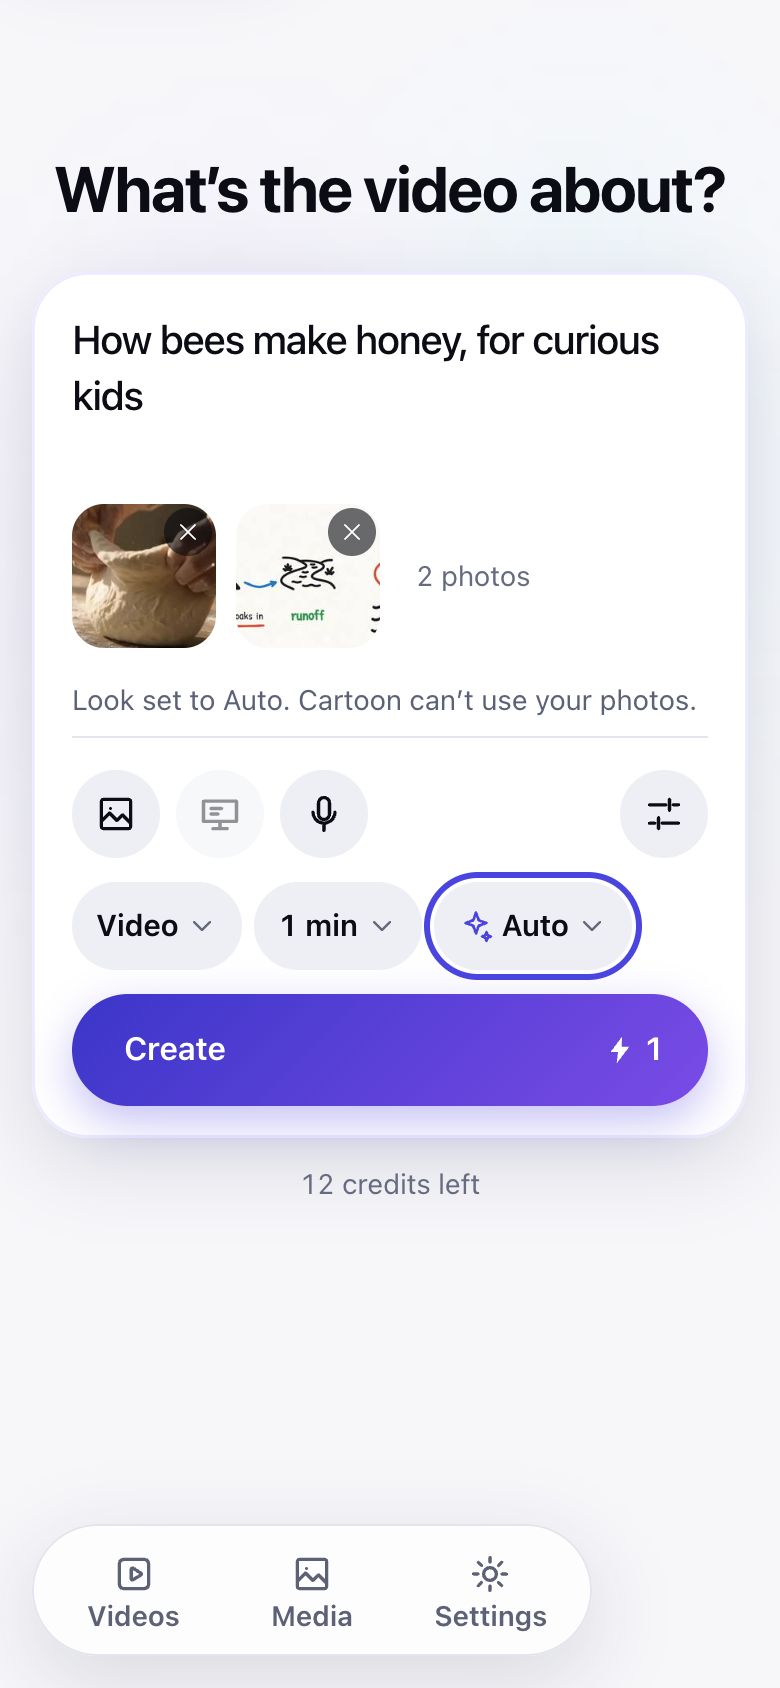 What's the video about?
How bees make honey, for curious
kids
2 photos
oaks in
runoff
Look set to Auto. Cartoon can't use your photos.
Video
1 min
Auto
Create
1
12 credits left
Videos
Media
Settings